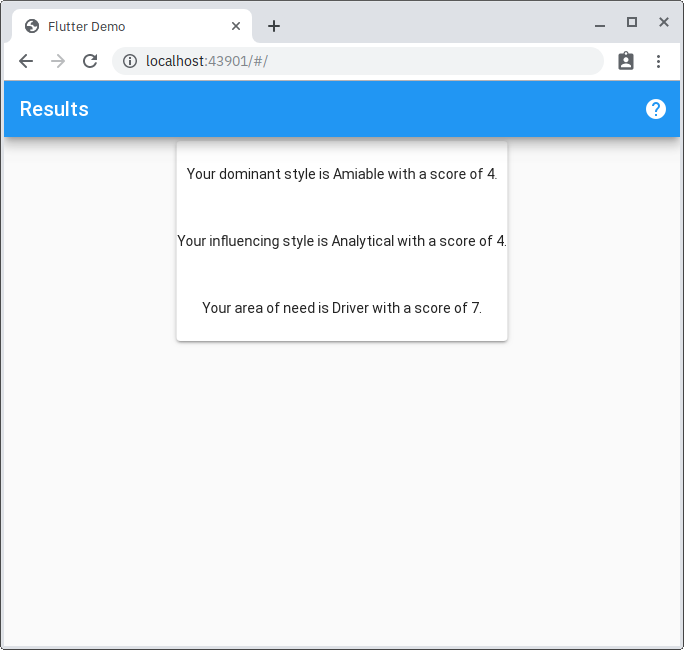 Flutter Demo
localhost:43901/#/
Results
Your dominant style is Amiable with a score of 4.
Your influencing style is Analytical with a score of 4.
Your area of need is Driver with a score of 7.